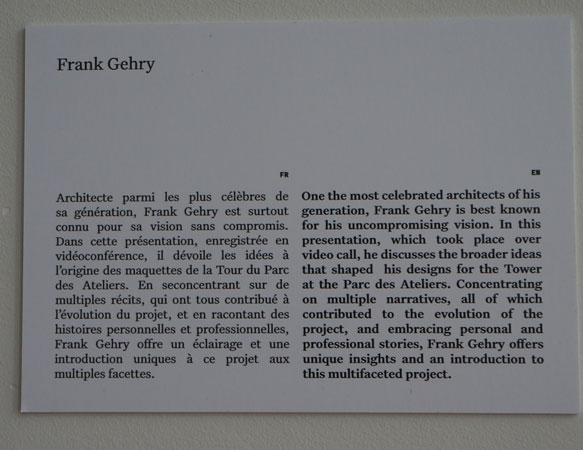 Frank Gehry
FR
Architecte parmi les plus célèbres de
sa génération, Frank Gehry est surtout
connu pour sa vision sans compromis.
Dans cette présentation, enregistrée en
vidéoconférence, il dévoile les idées à
l'origine des maquettes de la Tour du Parc
des Ateliers. En seconcentrant sur de
multiples récits, qui ont tous contribué à
l'évolution du projet, et en racontant des
histoires personnelles et professionnelles,
Frank Gehry offre un éclairage et une
introduction uniques à ce projet aux
multiples facettes.
EN
One the most celebrated architects of his
generation, Frank Gehry is best known
for his uncompromising vision. In this
presentation, which took place over
video call, he discusses the broader ideas
that shaped  his designs for the Tower
at the Parc des Ateliers. Concentrating
on multiple narratives, all of which
contributed to the evolution of the
project, and embracing personal and
professional stories, Frank Gehry offers
unique insights and an introduction to
this multifaceted project.